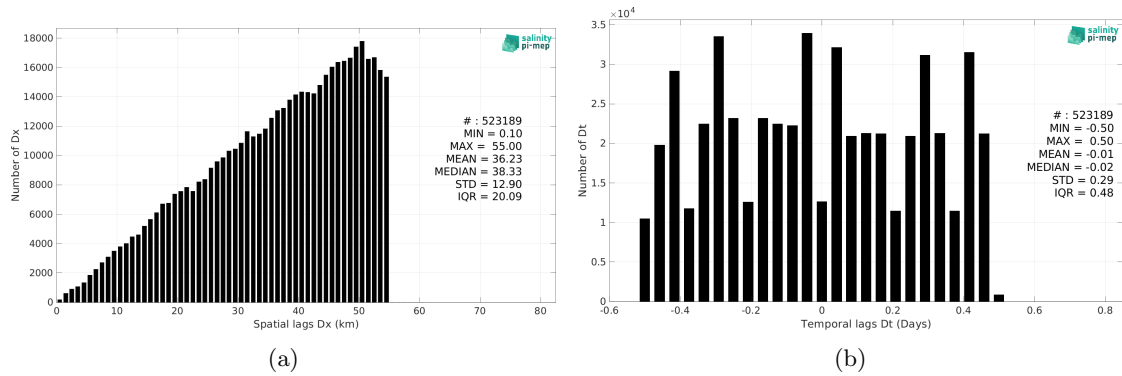 salinity
pi-mep
18000
16000
14000
12000
10000
8000
6000
4000
2000
0
Number of Dx
# : 523189
MIN = 0.10
MAX = 55.00
MEAN = 36.23
MEDIAN = 38.33
STD = 12.90
IQR = 20.09
0 10 20 30 40 50 60 70 80
Spatial lags Dx (km)
(a)
×10⁴
salinity
pi-mep
3.5
3
2.5
2
1.5
1
0.5
0
Number of Dt
# : 523189
MIN = -0.50
MAX = 0.50
MEAN = -0.01
MEDIAN = -0.02
STD = 0.29
IQR = 0.48
-0.6 -0.4 -0.2 0 0.2 0.4 0.6 0.8
Temporal lags Dt (Days)
(b)